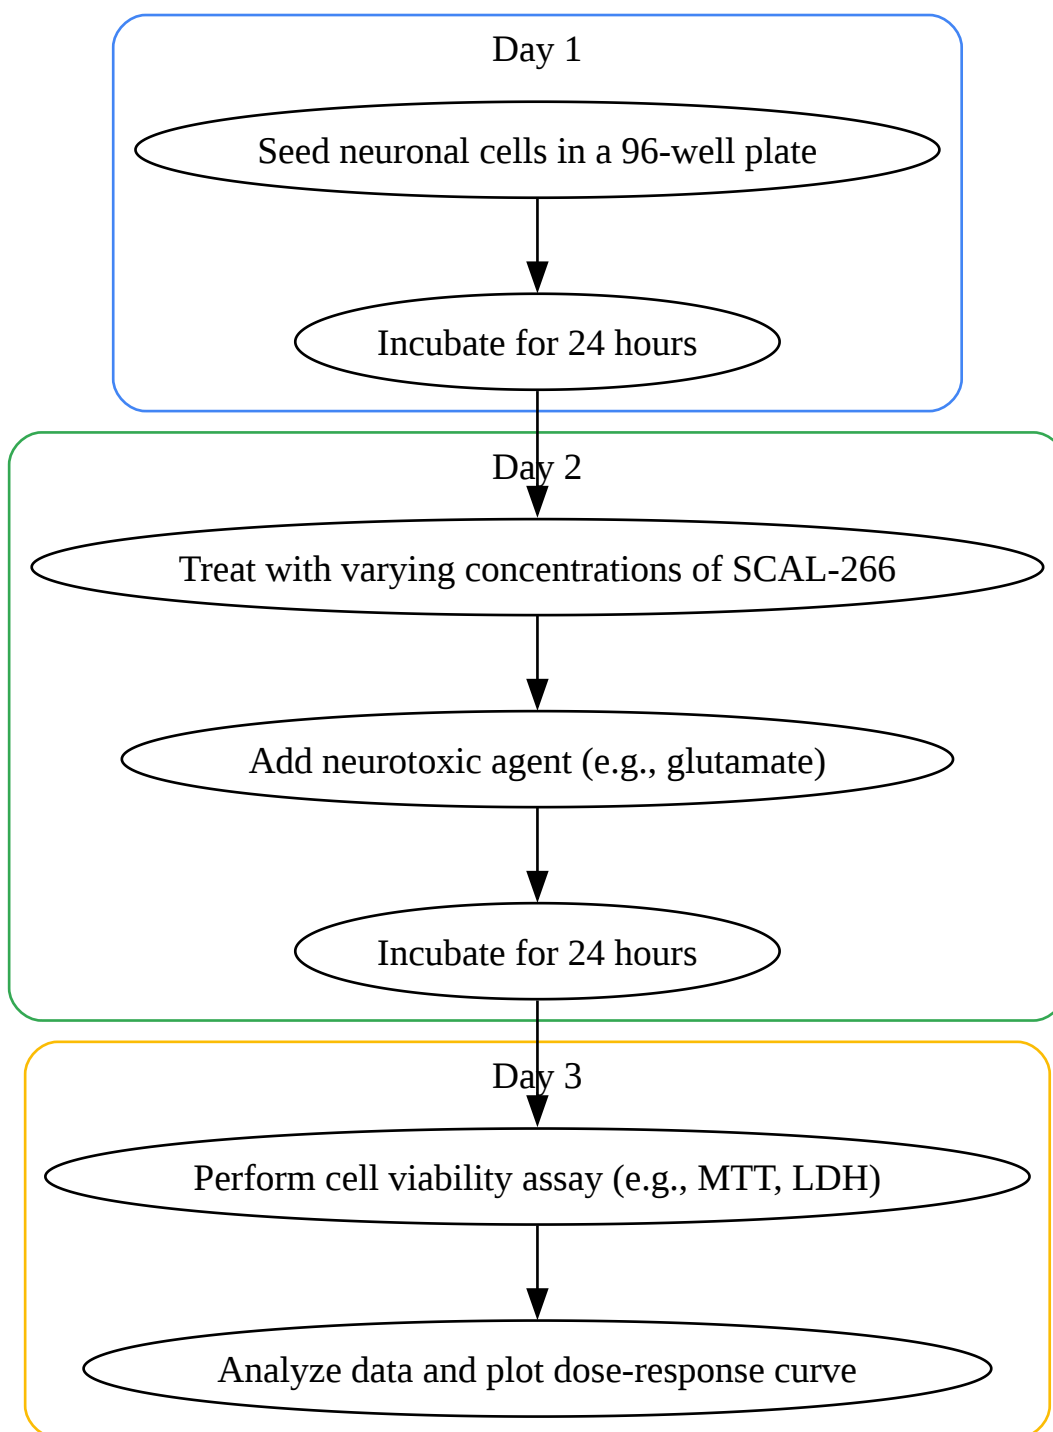 Day 1
Seed neuronal cells in a 96-well plate
Incubate for 24 hours
Day 2
Treat with varying concentrations of SCAL-266
Add neurotoxic agent (e.g., glutamate)
Incubate for 24 hours
Day 3
Perform cell viability assay (e.g., MTT, LDH)
Analyze data and plot dose-response curve